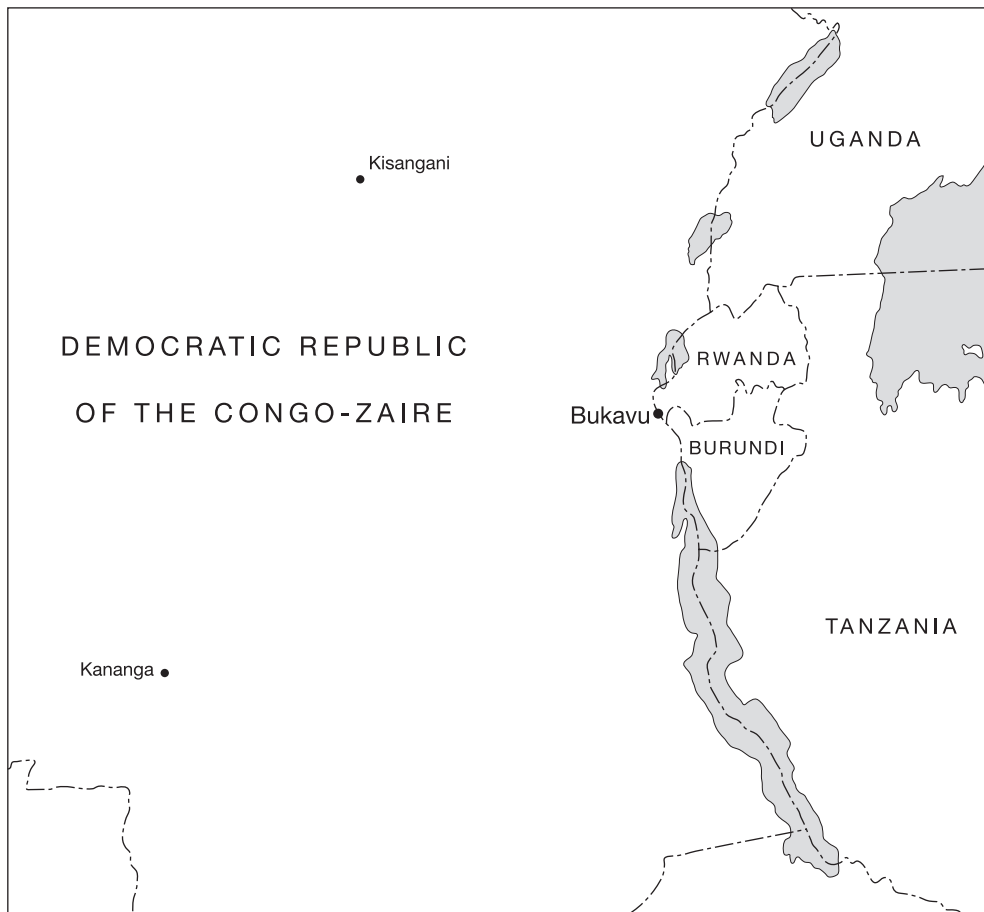 UGANDA
Kisangani
DEMOCRATIC REPUBLIC
OF THE CONGO-ZAIRE
RWANDA
Bukavu
BURUNDI
TANZANIA
Kananga